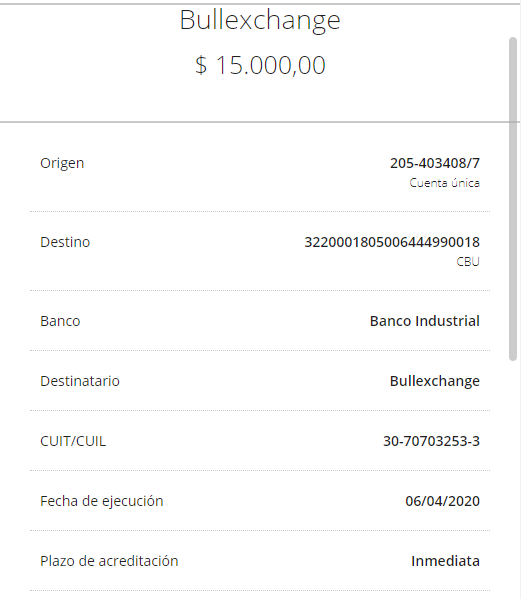 Bullexchange
$ 15.000,00
Origen
205-403408/7
Cuenta única
Destino
3220001805006444990018
CBU
Banco
Banco Industrial
Destinatario
Bullexchange
CUIT/CUIL
30-70703253-3
Fecha de ejecución
06/04/2020
Plazo de acreditación
Inmediata